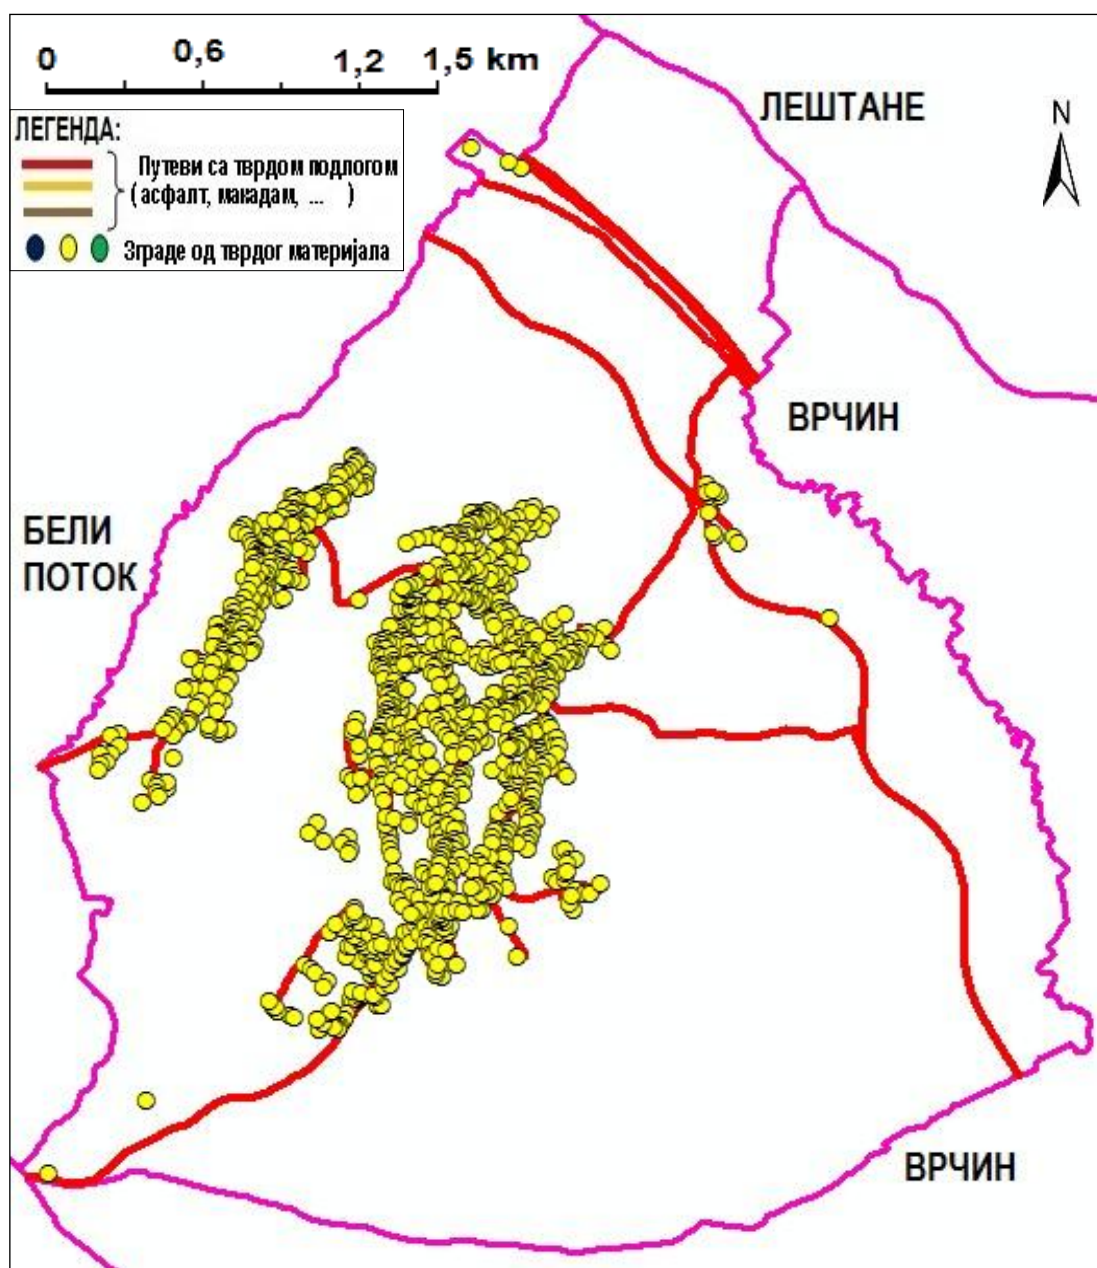 0 0,6 1,2 1,5 km
ЛЕГЕНДА:
Путеви са тврдом подлогом
(асфалт, макадам, ... )
Зграде од тврдог материјала
ЛЕШТАНЕ
N
ВРЧИН
БЕЛИ
ПОТОК
ВРЧИН